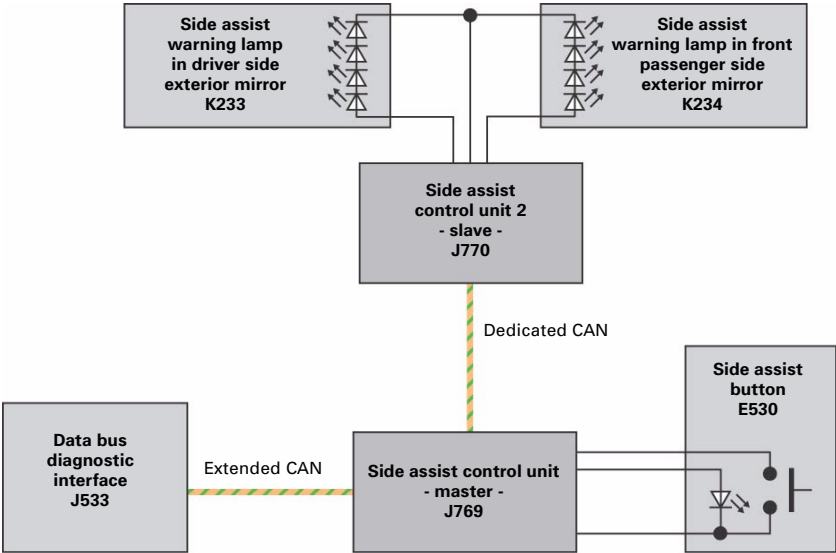 Side assist
warning lamp
in driver side
exterior mirror
K233
Side assist
warning lamp in front
passenger side
exterior mirror
K234
Side assist
control unit 2
- slave -
J770
Dedicated CAN
Side assist
button
E530
Data bus
diagnostic
interface
J533
Extended CAN
Side assist control unit
- master -
J769